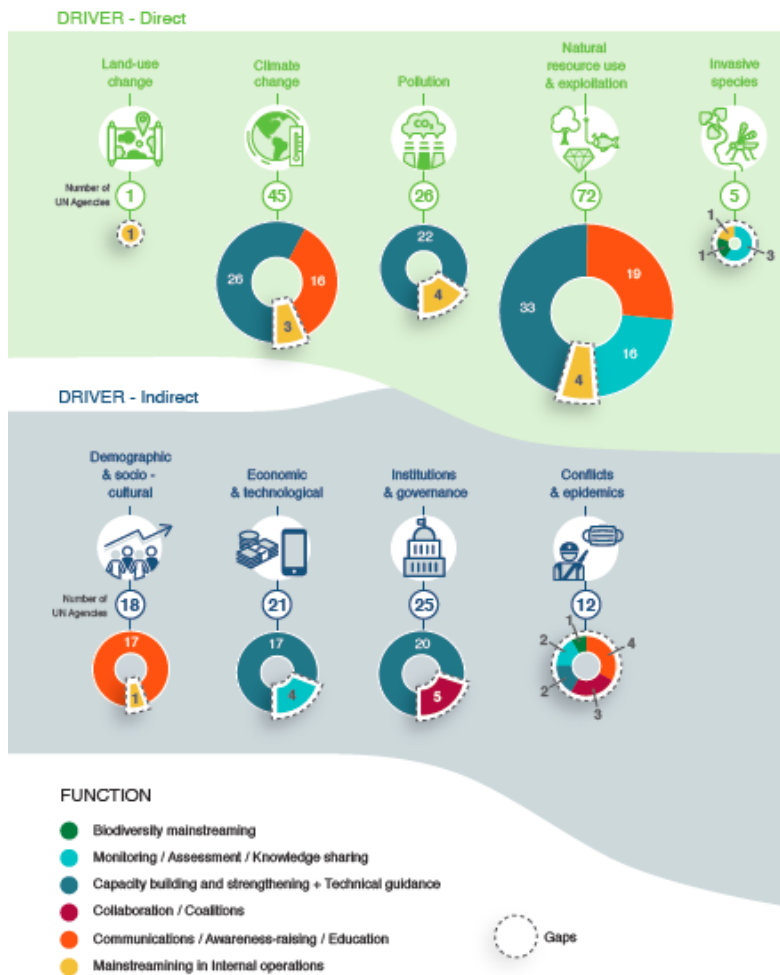 DRIVER - Direct
Land-use
change
Climate
change
Pollution
Natural
resource use
& exploitation
Invasive
species
CO₂
Number of
UN Agencies
1
45
26
72
5
1
26
16
3
22
4
33
19
16
4
1
1
3
DRIVER - Indirect
Demographic
& socio -
cultural
Economic
& technological
Institutions
& governance
Conflicts
& epidemics
Number of
UN Agencies
18
21
25
12
17
1
17
4
20
5
1
2
2
4
3
FUNCTION
Biodiversity mainstreaming
Monitoring / Assessment / Knowledge sharing
Capacity building and strengthening + Technical guidance
Collaboration / Coalitions
Communications / Awareness-raising / Education
Mainstreamining in Internal operations
Gaps